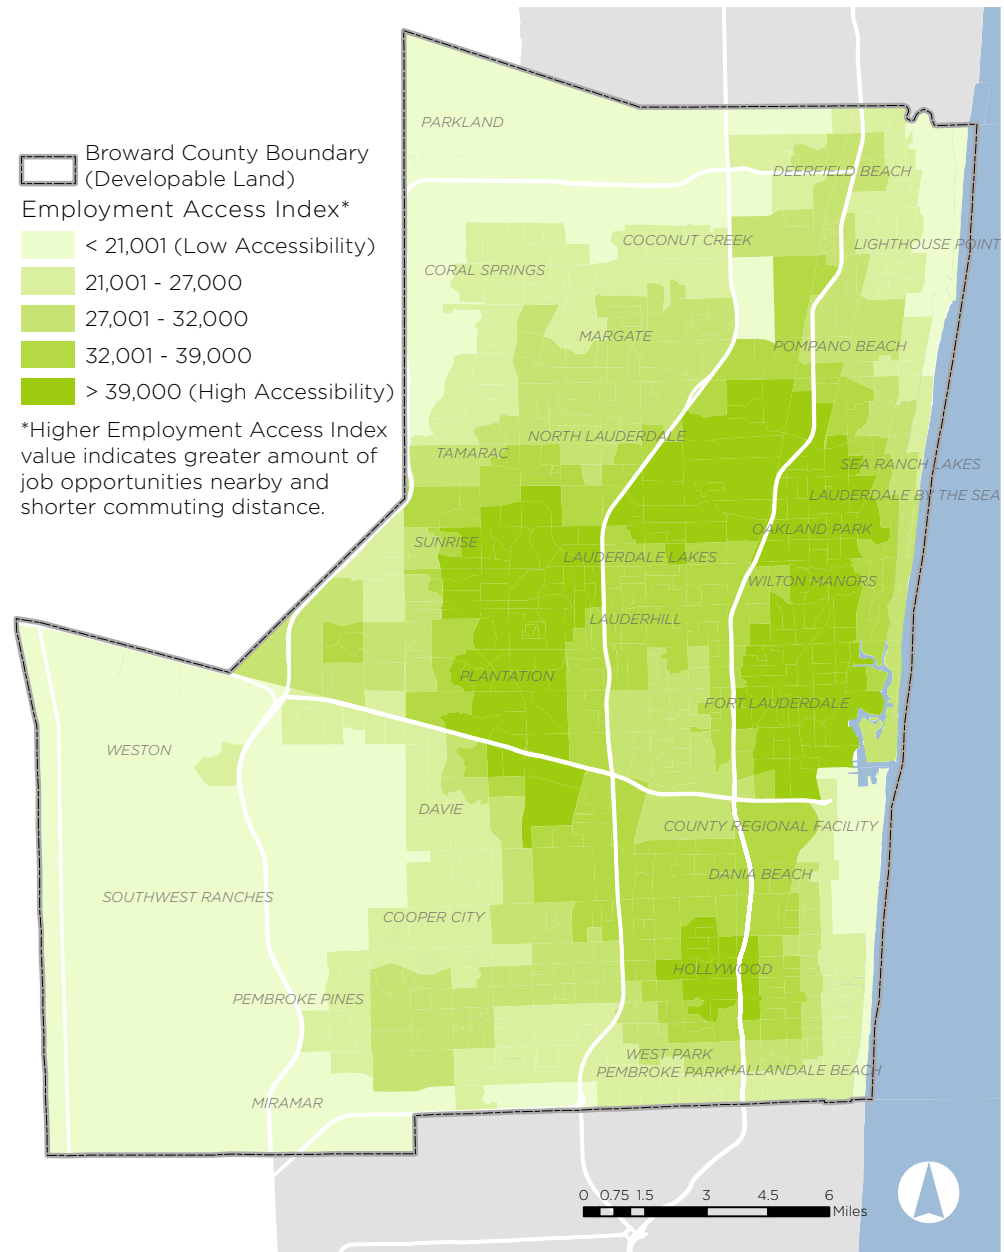 Broward County Boundary
(Developable Land)
Employment Access Index*
< 21,001 (Low Accessibility)
21,001 - 27,000
27,001 - 32,000
32,001 - 39,000
> 39,000 (High Accessibility)
*Higher Employment Access Index
value indicates greater amount of
job opportunities nearby and
shorter commuting distance.
PARKLAND
DEERFIELD BEACH
COCONUT CREEK
LIGHTHOUSE POINT
CORAL SPRINGS
MARGATE
POMPANO BEACH
NORTH LAUDERDALE
TAMARAC
SEA RANCH LAKES
LAUDERDALE BY THE SEA
OAKLAND PARK
SUNRISE
LAUDERDALE LAKES
WILTON MANORS
LAUDERHILL
PLANTATION
FORT LAUDERDALE
WESTON
DAVIE
COUNTY REGIONAL FACILITY
DANIA BEACH
SOUTHWEST RANCHES
COOPER CITY
HOLLYWOOD
PEMBROKE PINES
WEST PARK
PEMBROKE PARK
HALLANDALE BEACH
MIRAMAR
0 0.75 1.5 3 4.5 6
Miles